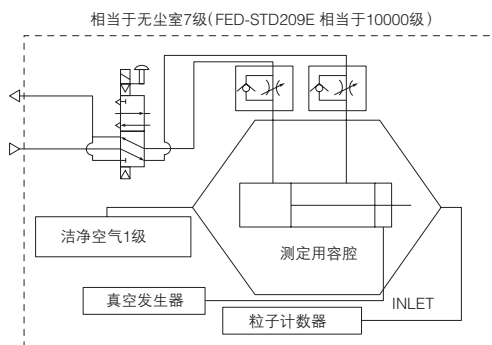 相当于无尘室7级(FED-STD209E 相当于10000级)
洁净空气1级
测定用容腔
真空发生器
INLET
粒子计数器